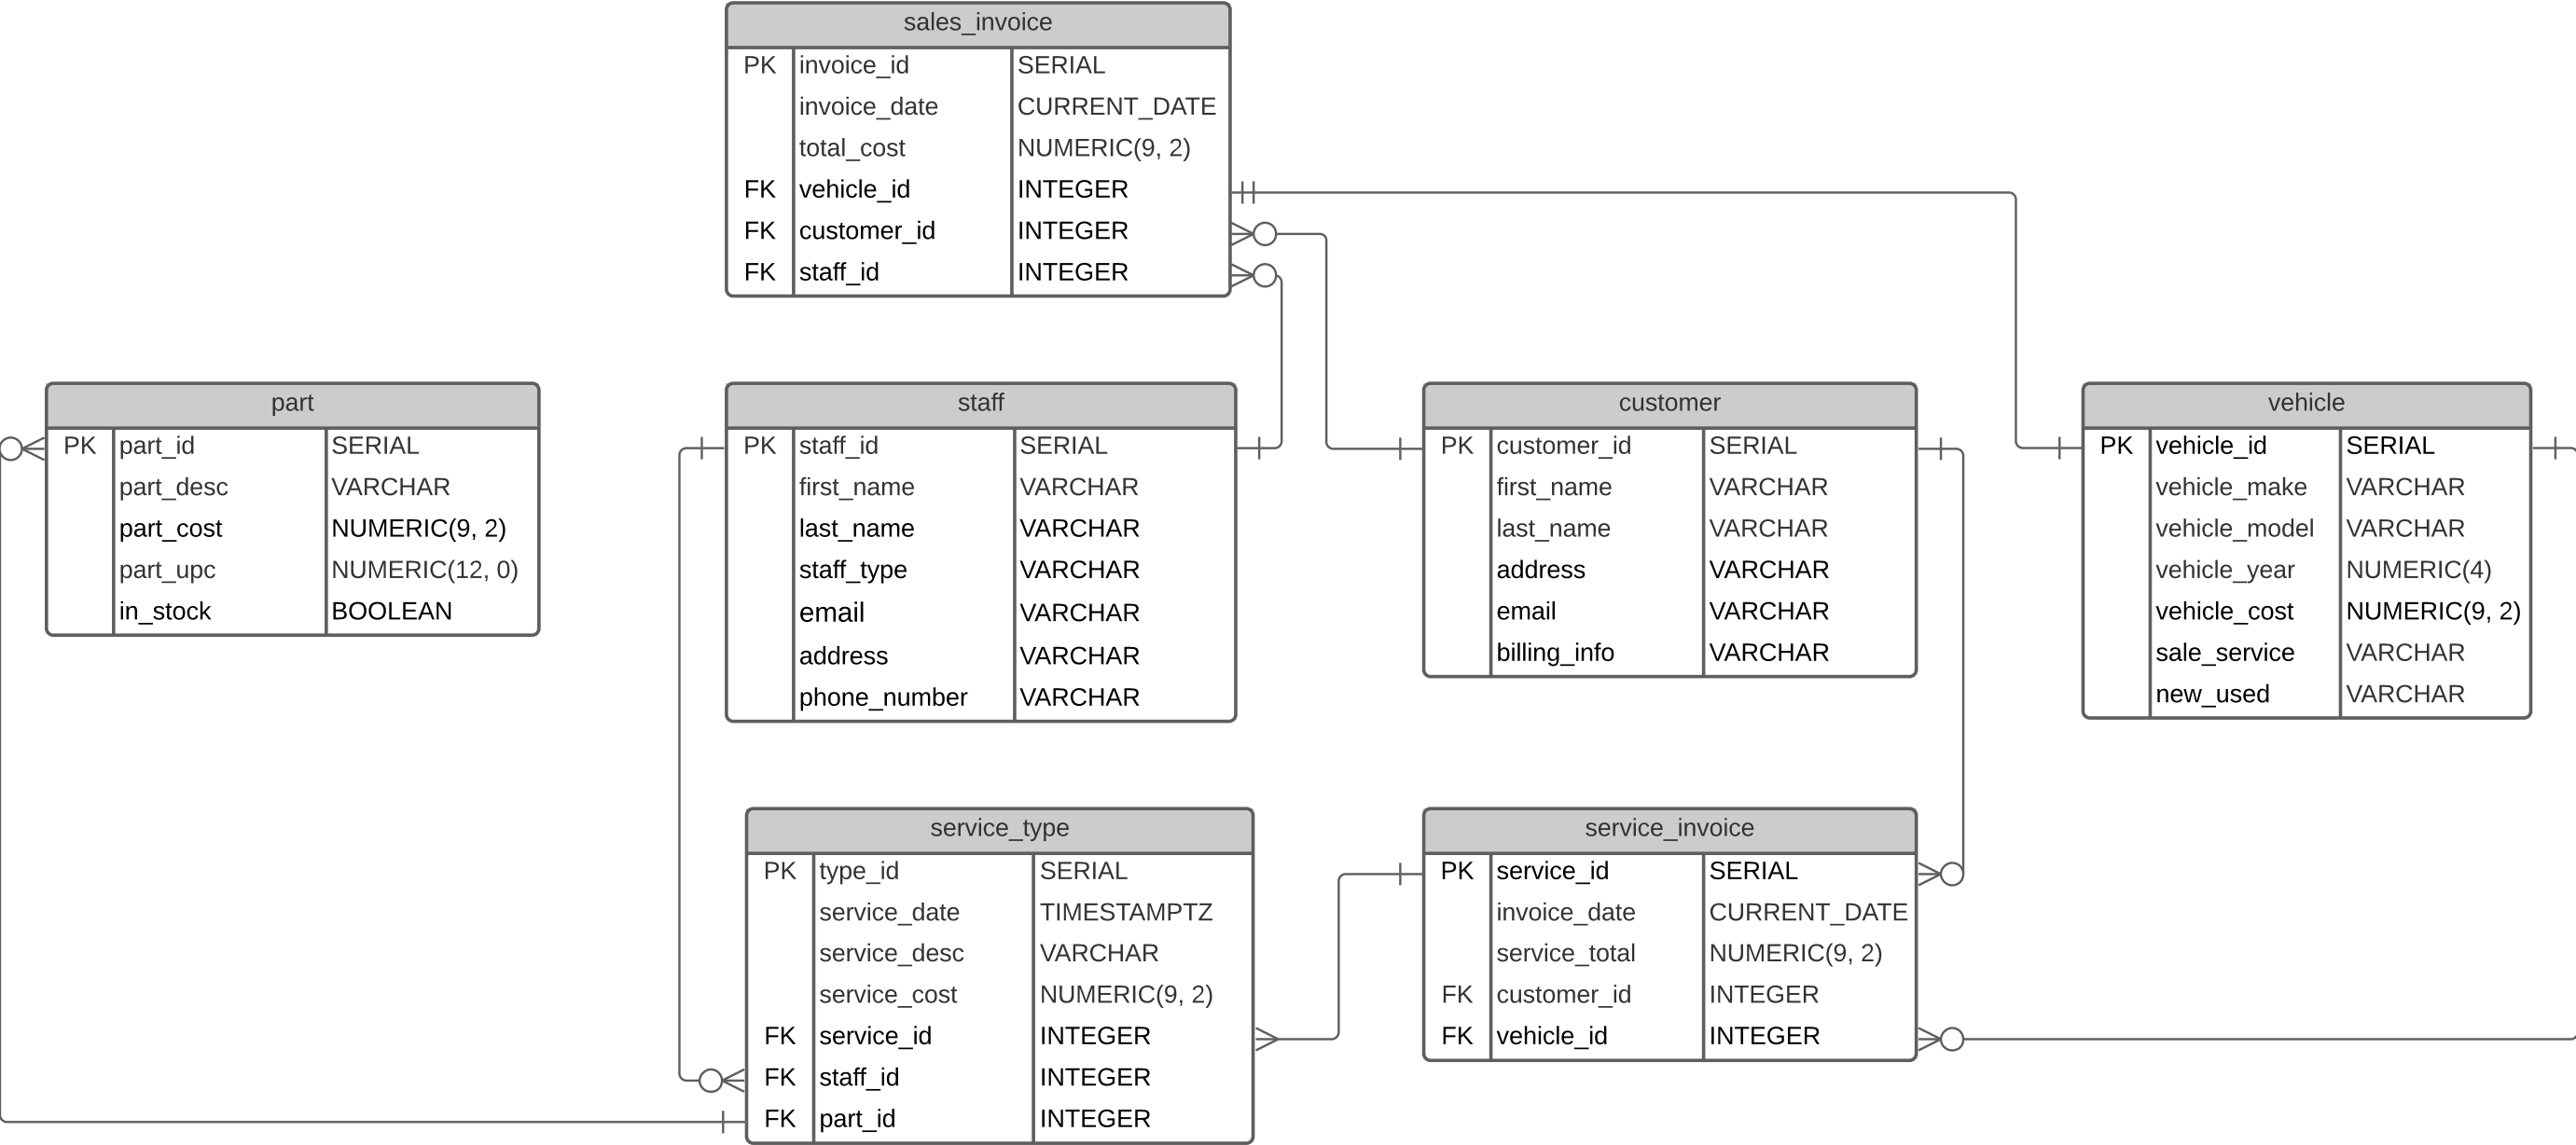 sales_invoice
PK invoice_id SERIAL
invoice_date CURRENT_DATE
total_cost NUMERIC(9, 2)
FK vehicle_id INTEGER
FK customer_id INTEGER
FK staff_id INTEGER
part
PK part_id SERIAL
part_desc VARCHAR
part_cost NUMERIC(9, 2)
part_upc NUMERIC(12, 0)
in_stock BOOLEAN
staff
PK staff_id SERIAL
first_name VARCHAR
last_name VARCHAR
staff_type VARCHAR
email VARCHAR
address VARCHAR
phone_number VARCHAR
customer
PK customer_id SERIAL
first_name VARCHAR
last_name VARCHAR
address VARCHAR
email VARCHAR
billing_info VARCHAR
vehicle
PK vehicle_id SERIAL
vehicle_make VARCHAR
vehicle_model VARCHAR
vehicle_year NUMERIC(4)
vehicle_cost NUMERIC(9, 2)
sale_service VARCHAR
new_used VARCHAR
service_type
PK type_id SERIAL
service_date TIMESTAMPTZ
service_desc VARCHAR
service_cost NUMERIC(9, 2)
FK service_id INTEGER
FK staff_id INTEGER
FK part_id INTEGER
service_invoice
PK service_id SERIAL
invoice_date CURRENT_DATE
service_total NUMERIC(9, 2)
FK customer_id INTEGER
FK vehicle_id INTEGER